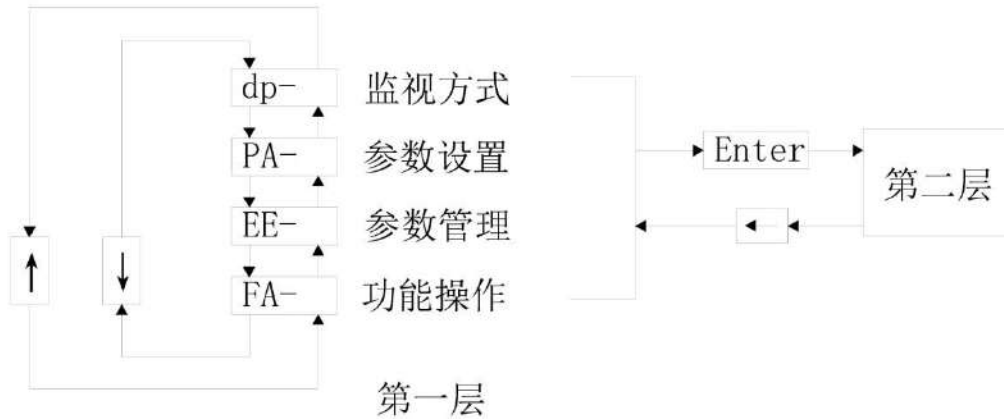 dp- 监视方式
PA- 参数设置
EE- 参数管理
FA- 功能操作
Enter
第二层
←
↑
↓
第一层